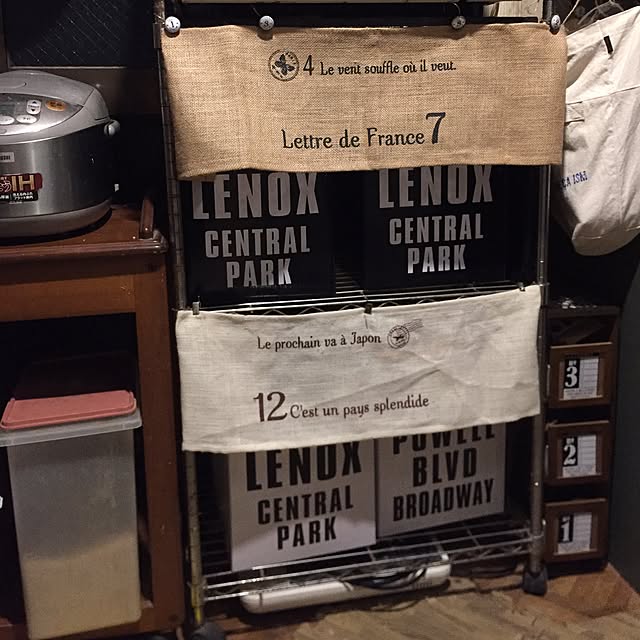 4 Le vent souffle où il veut.
Lettre de France 7
LENOX
CENTRAL
PARK
LENOX
CENTRAL
PARK
Le prochain va à Japon
12 C'est un pays splendide
LENOX
CENTRAL
PARK
POWELL
BLVD
BROADWAY
3
2
1
IH